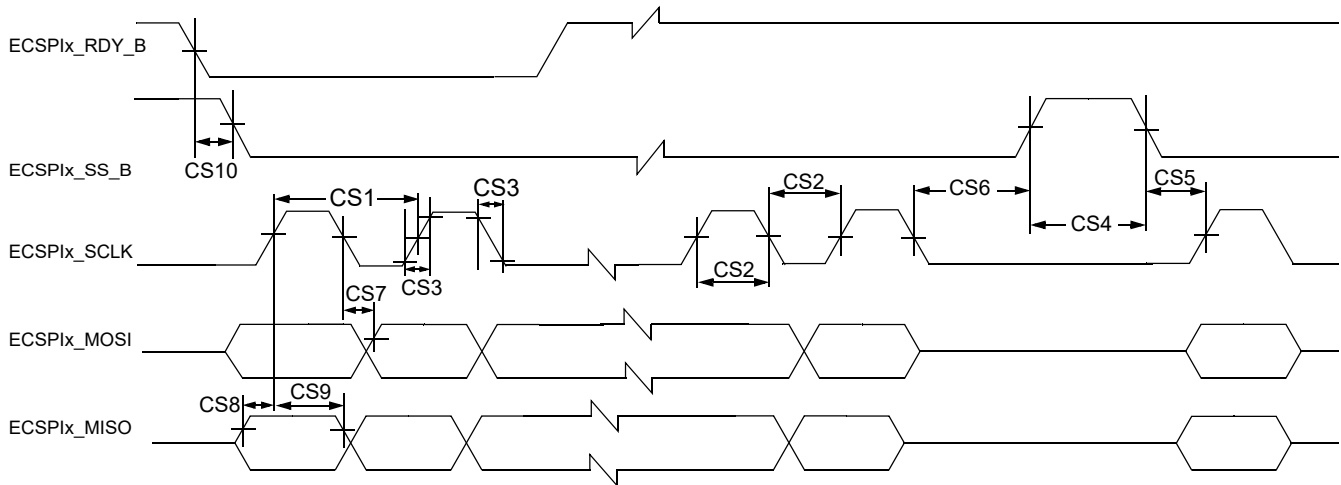 ECSPIx_RDY_B
ECSPIx_SS_B
CS10
CS1
CS3
CS2
CS6
CS5
CS4
ECSPIx_SCLK
CS3
CS2
CS7
ECSPIx_MOSI
CS8
CS9
ECSPIx_MISO